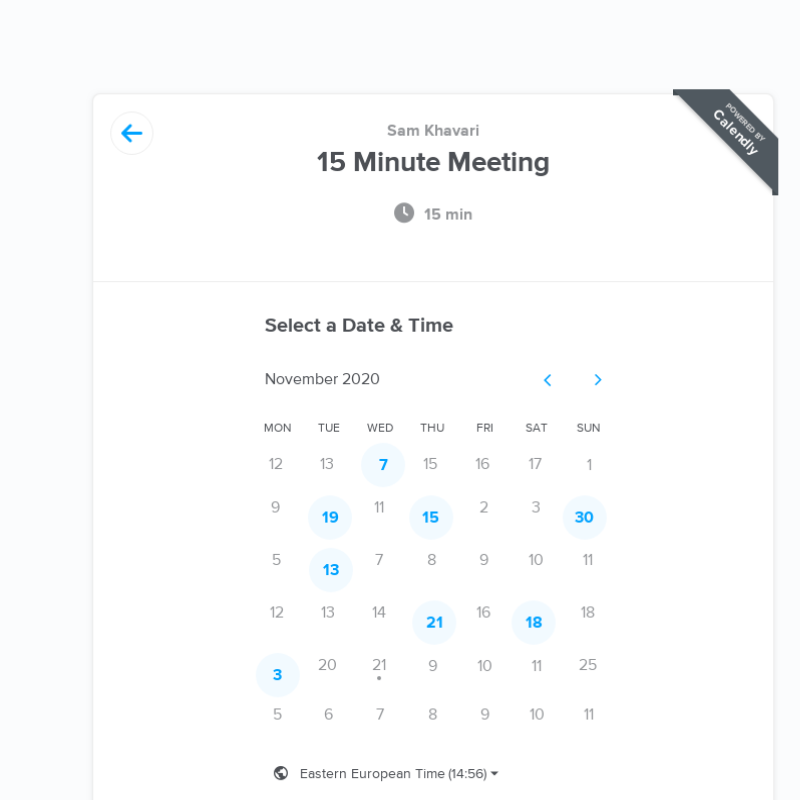 POWERED BY
Calendly
Sam Khavari
15 Minute Meeting
15 min
Select a Date & Time
November 2020
MON TUE WED THU FRI SAT SUN
12 13 7 15 16 17 1
9 19 11 15 2 3 30
5 13 7 8 9 10 11
12 13 14 21 16 18 18
3 20 21 9 10 11 25
5 6 7 8 9 10 11
Eastern European Time (14:56)